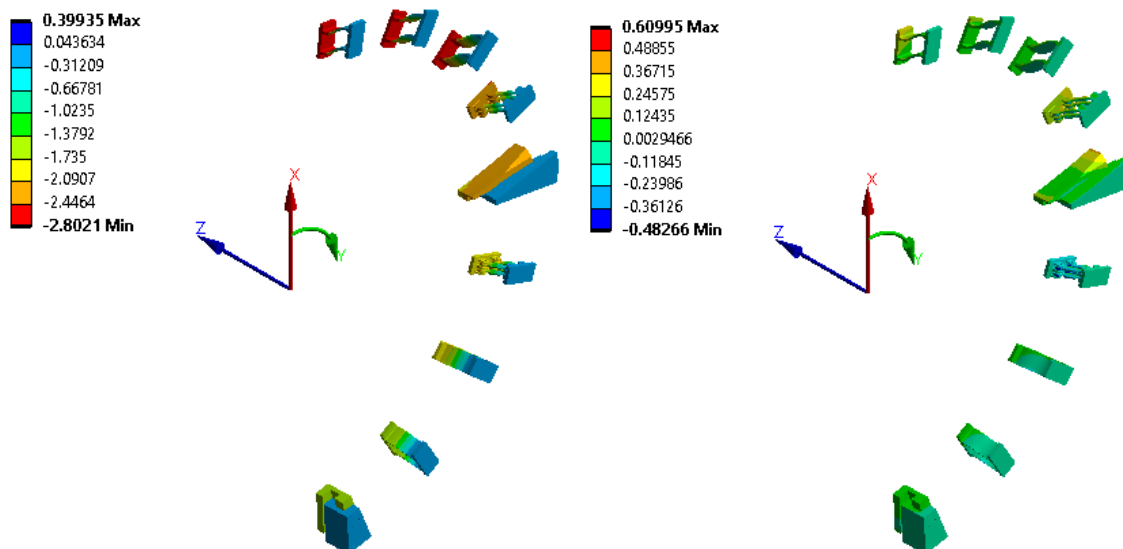 0.39935 Max
0.043634
-0.31209
-0.66781
-1.0235
-1.3792
-1.735
-2.0907
-2.4464
-2.8021 Min
X
Z
Y
0.60995 Max
0.48855
0.36715
0.24575
0.12435
0.0029466
-0.11845
-0.23986
-0.36126
-0.48266 Min
X
Z
Y